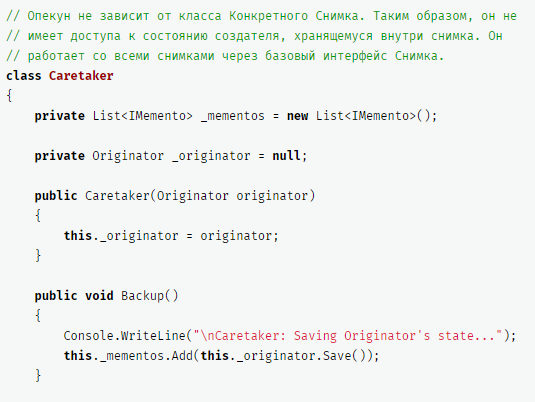 // Опекун не зависит от класса Конкретного Снимка. Таким образом, он не
// имеет доступа к состоянию создателя, хранящемуся внутри снимка. Он
// работает со всеми снимками через базовый интерфейс Снимка.
class Caretaker
{
    private List<IMemento> _mementos = new List<IMemento>();

    private Originator _originator = null;

    public Caretaker(Originator originator)
    {
        this._originator = originator;
    }

    public void Backup()
    {
        Console.WriteLine("\nCaretaker: Saving Originator's state...");
        this._mementos.Add(this._originator.Save());
    }